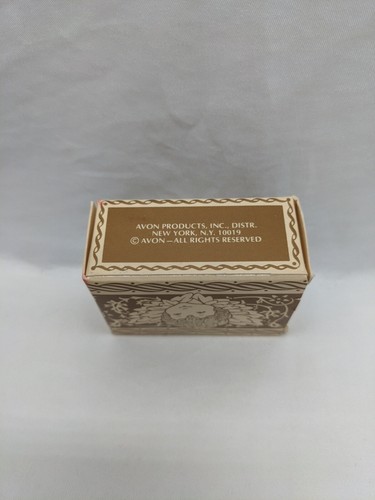 AVON PRODUCTS, INC., DISTR.
NEW YORK, N.Y. 10019
© AVON—ALL RIGHTS RESERVED